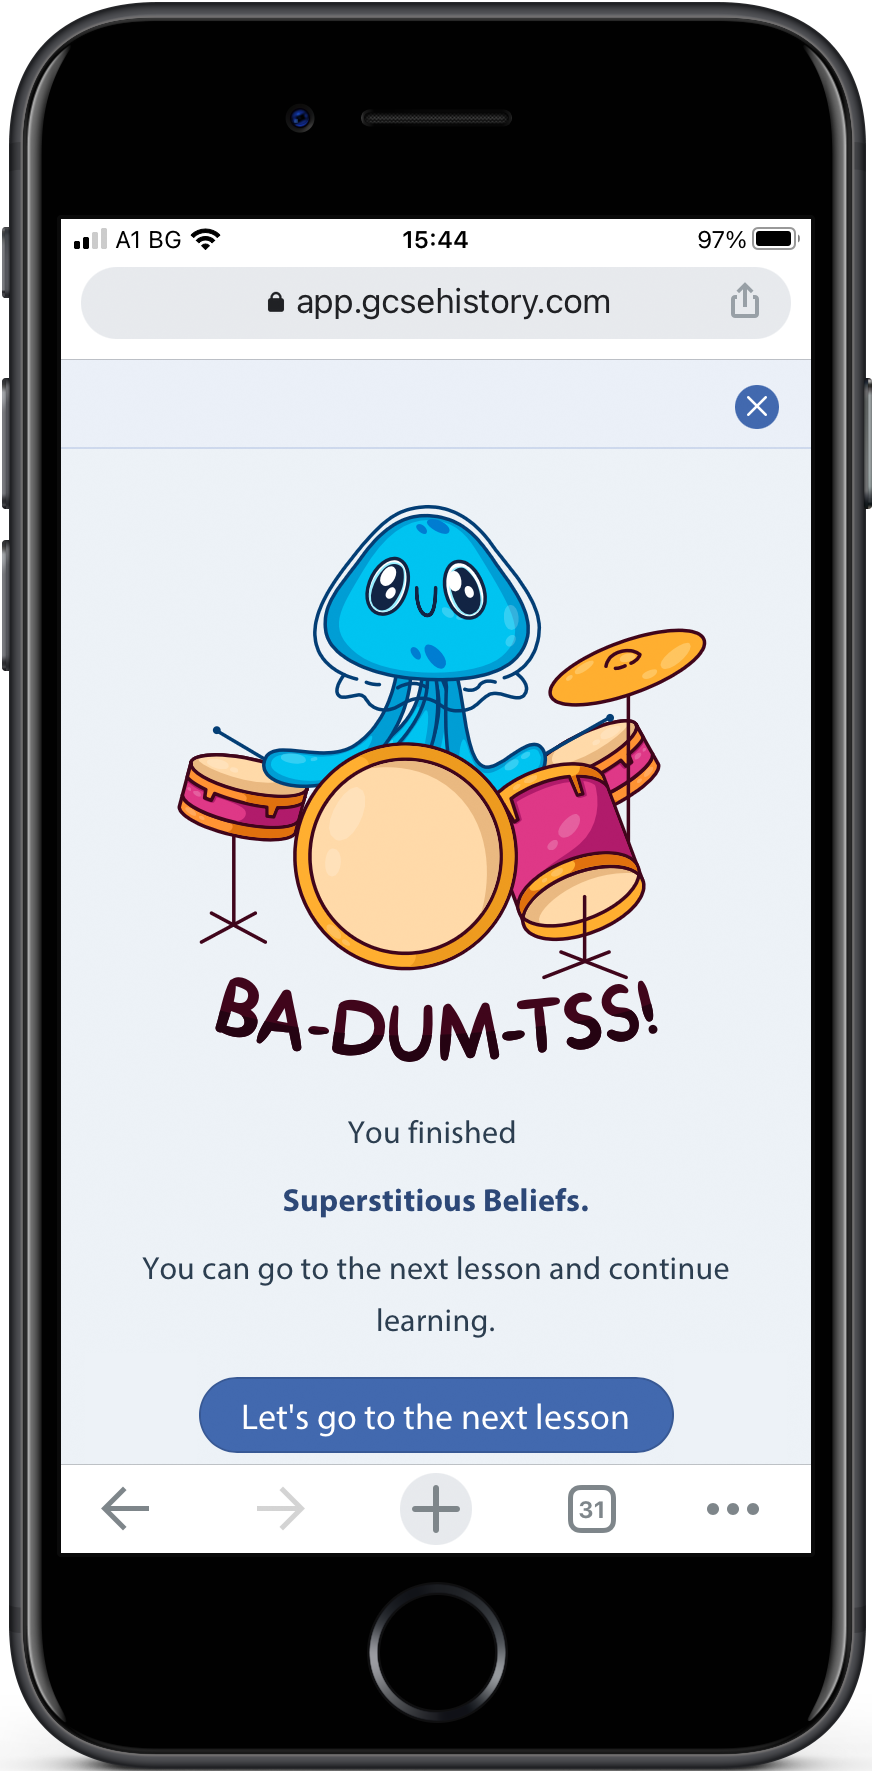 A1 BG 15:44 97%
app.gcsehistory.com
BA-DUM-TSS!
You finished
Superstitious Beliefs.
You can go to the next lesson and continue
learning.
Let's go to the next lesson
31